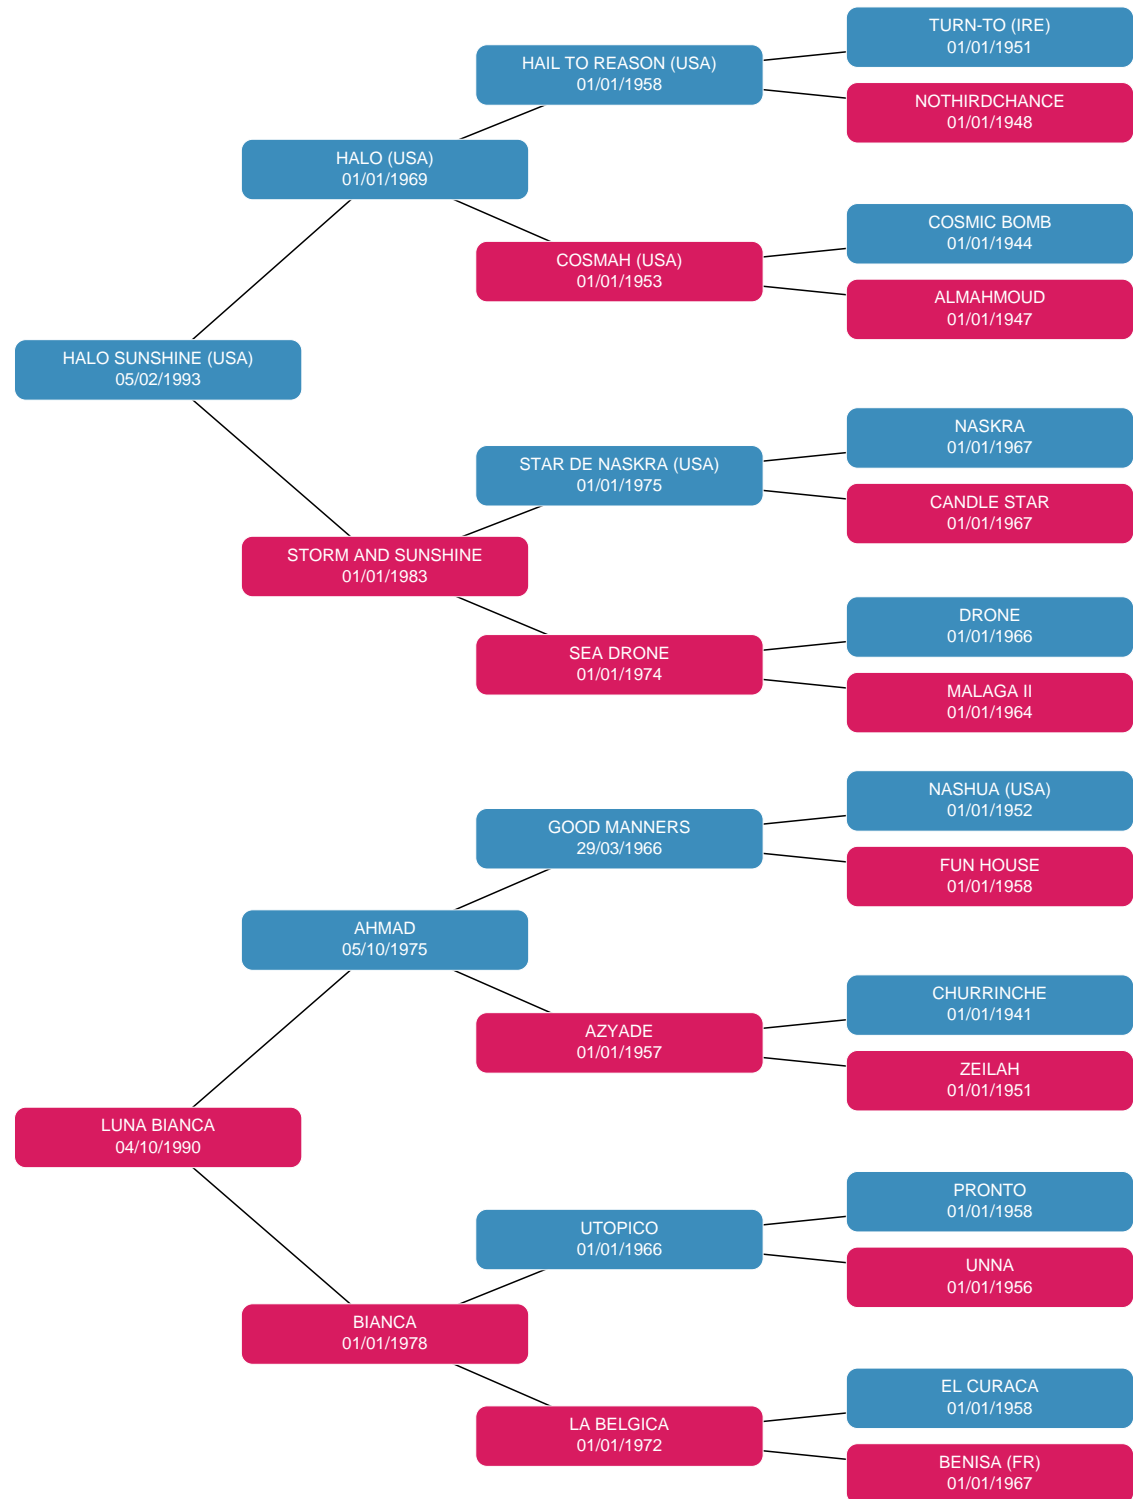 TURN-TO (IRE)
01/01/1951
HAIL TO REASON (USA)
01/01/1958
NOTHIRDCHANCE
01/01/1948
HALO (USA)
01/01/1969
COSMIC BOMB
01/01/1944
COSMAH (USA)
01/01/1953
ALMAHMOUD
01/01/1947
HALO SUNSHINE (USA)
05/02/1993
NASKRA
01/01/1967
STAR DE NASKRA (USA)
01/01/1975
CANDLE STAR
01/01/1967
STORM AND SUNSHINE
01/01/1983
DRONE
01/01/1966
SEA DRONE
01/01/1974
MALAGA II
01/01/1964
NASHUA (USA)
01/01/1952
GOOD MANNERS
29/03/1966
FUN HOUSE
01/01/1958
AHMAD
05/10/1975
CHURRINCHE
01/01/1941
AZYADE
01/01/1957
ZEILAH
01/01/1951
LUNA BIANCA
04/10/1990
PRONTO
01/01/1958
UTOPICO
01/01/1966
UNNA
01/01/1956
BIANCA
01/01/1978
EL CURACA
01/01/1958
LA BELGICA
01/01/1972
BENISA (FR)
01/01/1967